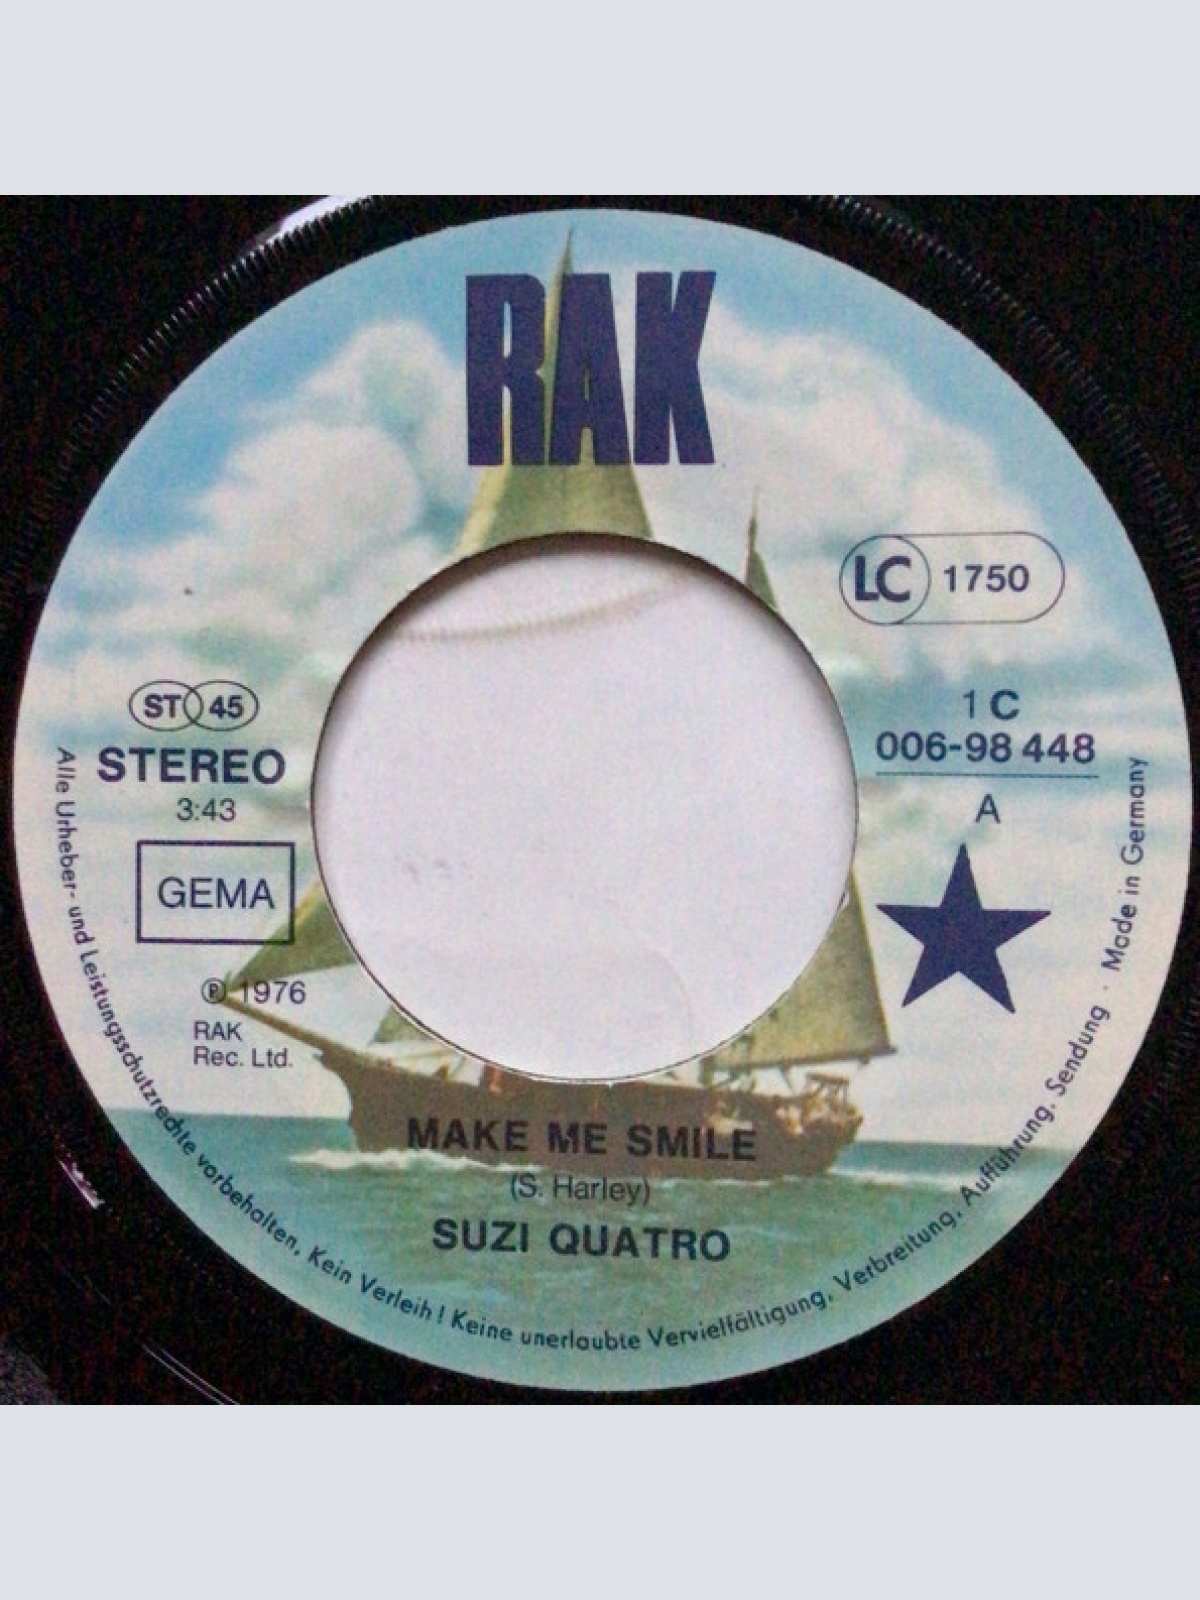 RAK
LC 1750
ST 45
STEREO
3:43
GEMA
℗ 1976
RAK
Rec. Ltd.
1 C
006-98 448
A
MAKE ME SMILE
(S. Harley)
SUZI QUATRO
Alle Urheber- und Leistungsschutzrechte vorbehalten, Kein Verleih! Keine unerlaubte Vervielfältigung, Verbreitung, Aufführung, Sendung · Made in Germany